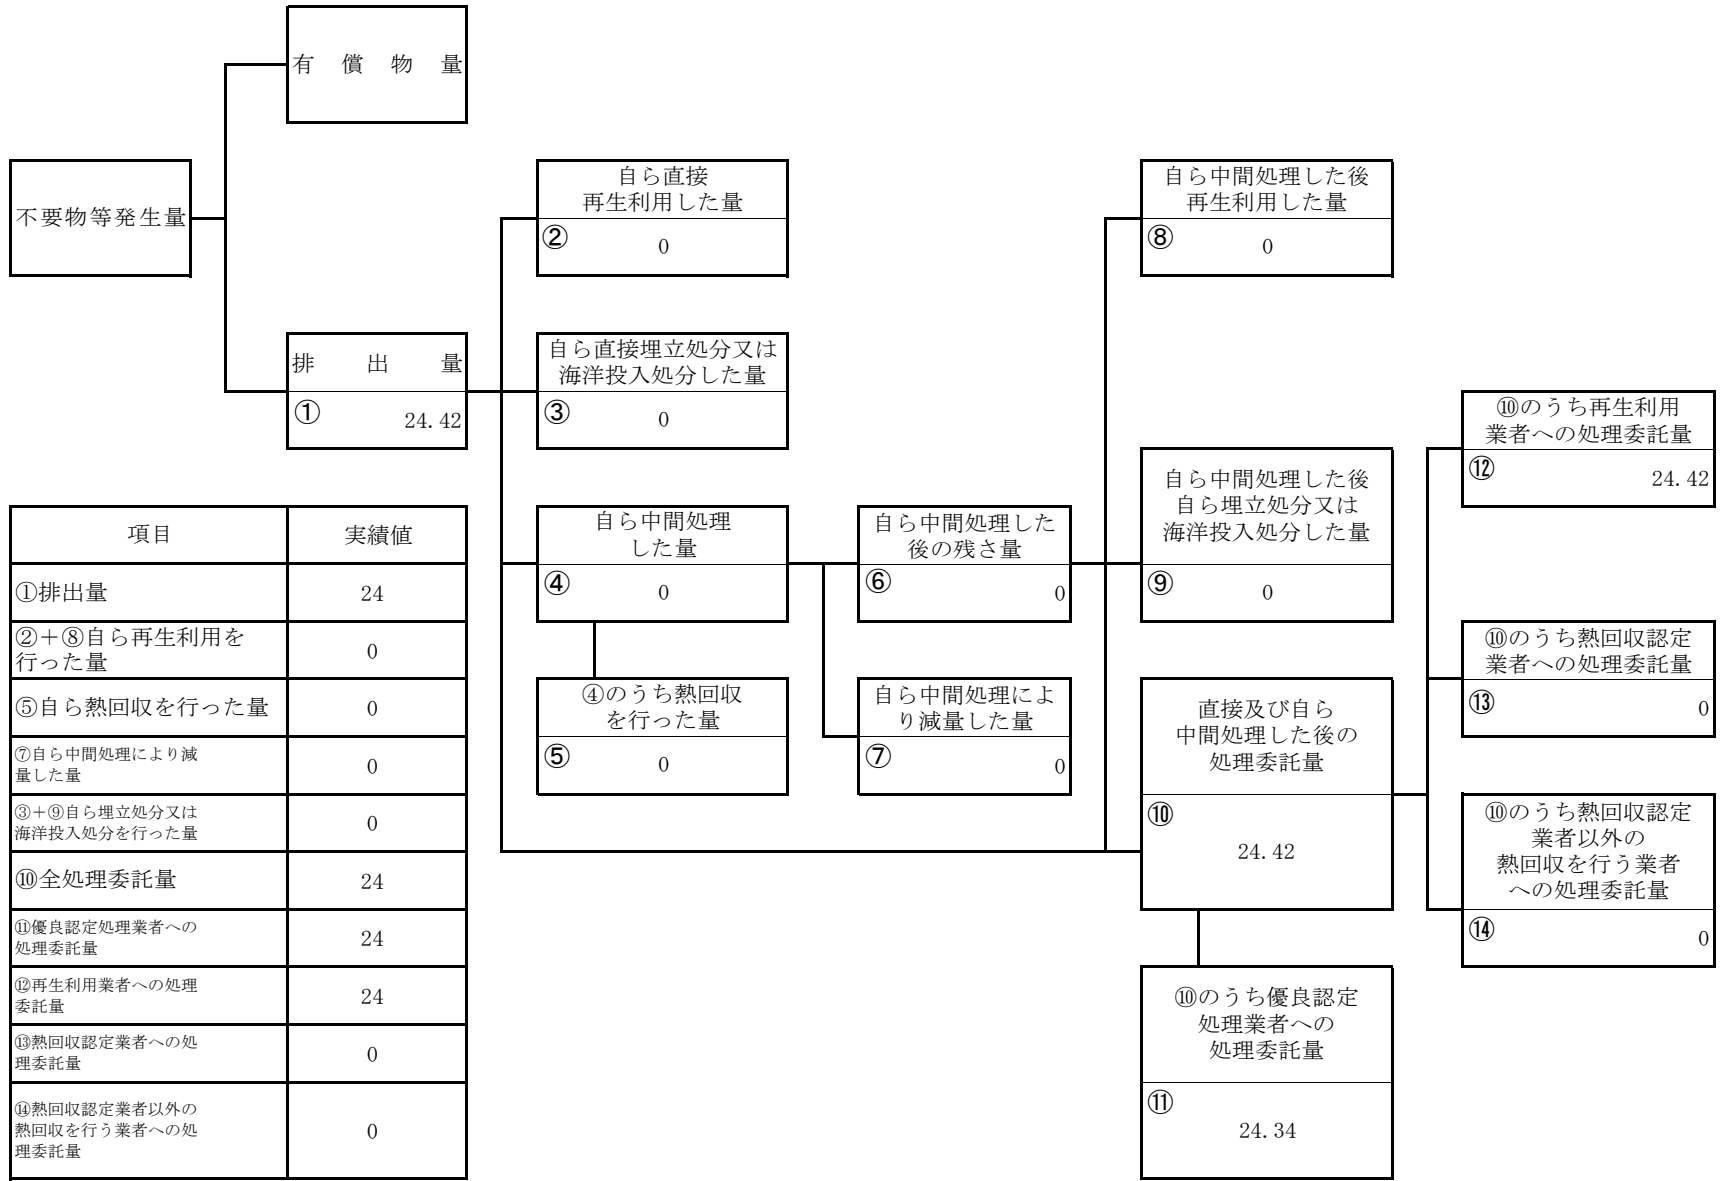 有償物量
不要物等発生量
排出量
①
24.42
自ら直接
再生利用した量
②
0
自ら直接埋立処分又は
海洋投入処分した量
③
0
自ら中間処理
した量
④
0
④のうち熱回収
を行った量
⑤
0
自ら中間処理した
後の残さ量
⑥
0
自ら中間処理によ
り減量した量
⑦
0
自ら中間処理した後
再生利用した量
⑧
0
自ら中間処理した後
自ら埋立処分又は
海洋投入処分した量
⑨
0
直接及び自ら
中間処理した後の
処理委託量
⑩
24.42
⑩のうち優良認定
処理業者への
処理委託量
⑪
24.34
⑩のうち再生利用
業者への処理委託量
⑫
24.42
⑩のうち熱回収認定
業者への処理委託量
⑬
0
⑩のうち熱回収認定
業者以外の
熱回収を行う業者
への処理委託量
⑭
0
項目 実績値
①排出量 24
②＋⑧自ら再生利用を
行った量 0
⑤自ら熱回収を行った量 0
⑦自ら中間処理により減
量した量 0
③＋⑨自ら埋立処分又は
海洋投入処分を行った量 0
⑩全処理委託量 24
⑪優良認定処理業者への
処理委託量 24
⑫再生利用業者への処理
委託量 24
⑬熱回収認定業者への処
理委託量 0
⑭熱回収認定業者以外の
熱回収を行う業者への処
理委託量 0